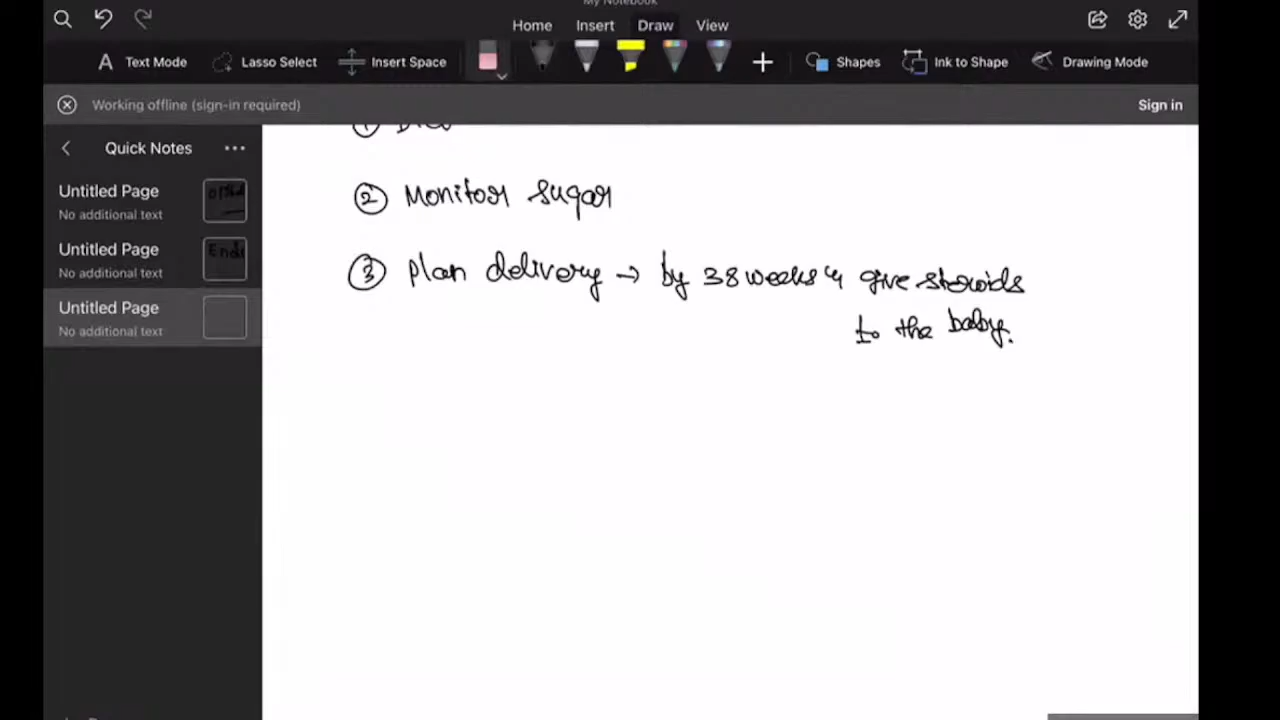 My Notebook
Home Insert Draw View
Text Mode Lasso Select Insert Space Shapes Ink to Shape Drawing Mode
Working offline (sign-in required) Sign in
Quick Notes
Untitled Page
No additional text
Untitled Page
No additional text
Untitled Page
No additional text
① Diet
② Monitor sugar
③ Plan delivery → by 38 weeks & give steroids
to the baby.